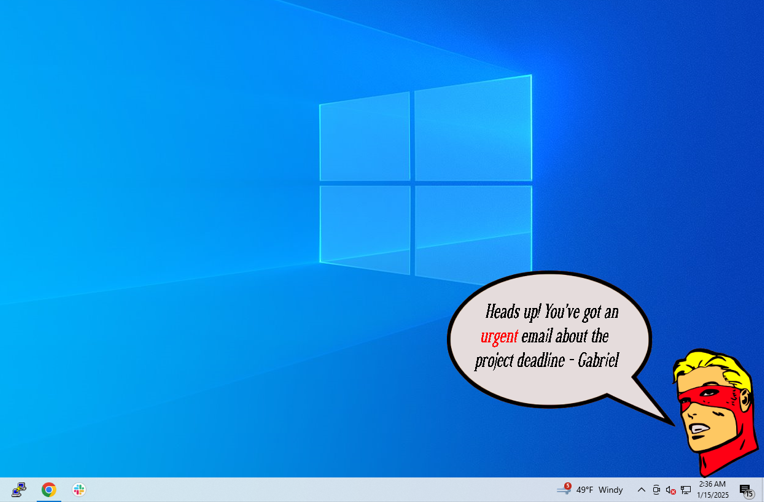 Heads up! You've got an
urgent email about the
project deadline - Gabriel
1
49°F Windy
2:36 AM
1/15/2025
15